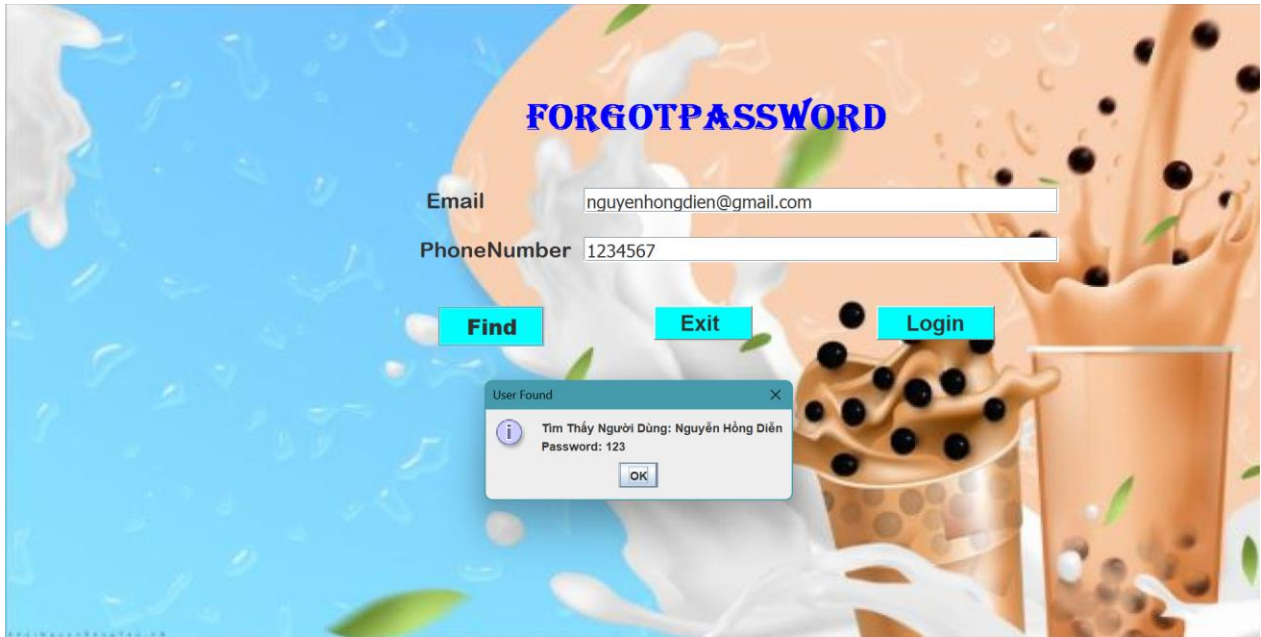 FORGOTPASSWORD
Email nguyenhongdien@gmail.com
PhoneNumber 1234567
Find Exit Login
User Found
Tìm Thấy Người Dùng: Nguyễn Hồng Diễn
Password: 123
OK